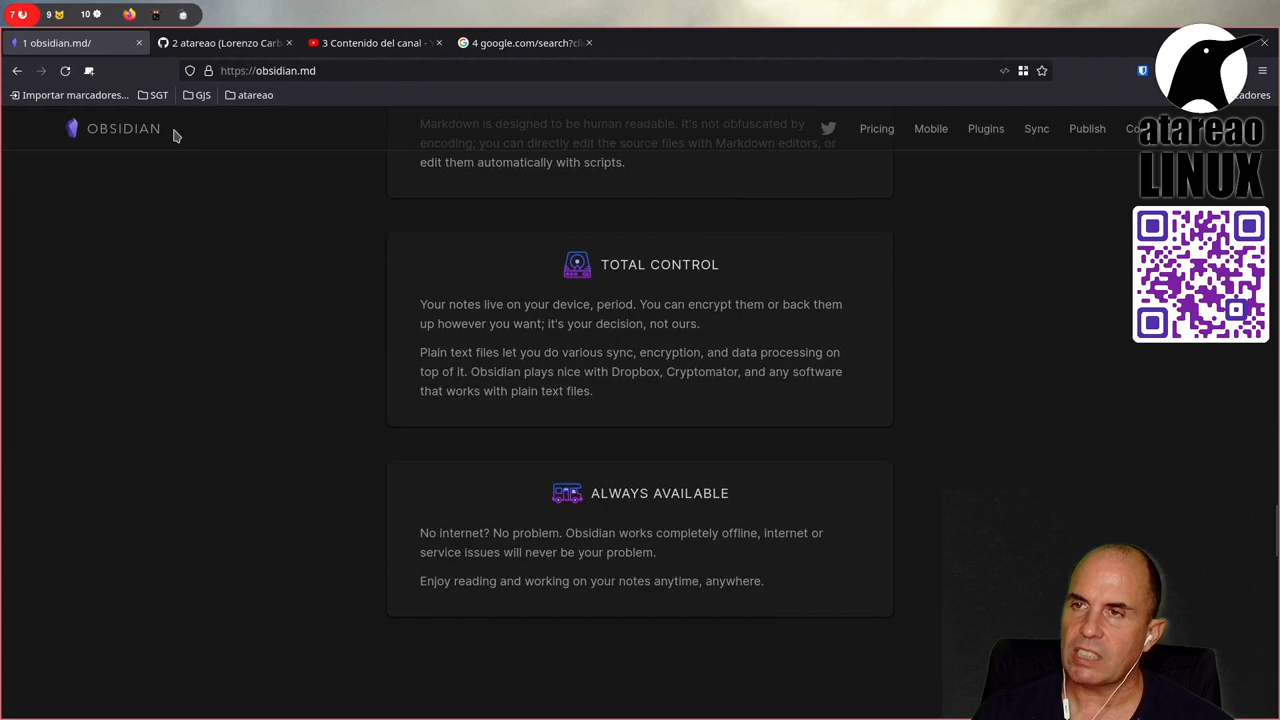 7 9 10
1 obsidian.md/
2 atareao (Lorenzo Carb
3 Contenido del canal - Y
4 google.com/search?cli
https://obsidian.md
Importar marcadores...
SGT
GJS
atareao
adores
OBSIDIAN
Pricing
Mobile
Plugins
Sync
Publish
Co
atareao
LINUX
Markdown is designed to be human readable. It's not obfuscated by
encoding; you can directly edit the source files with Markdown editors, or
edit them automatically with scripts.
TOTAL CONTROL
Your notes live on your device, period. You can encrypt them or back them
up however you want; it's your decision, not ours.
Plain text files let you do various sync, encryption, and data processing on
top of it. Obsidian plays nice with Dropbox, Cryptomator, and any software
that works with plain text files.
ALWAYS AVAILABLE
No internet? No problem. Obsidian works completely offline, internet or
service issues will never be your problem.
Enjoy reading and working on your notes anytime, anywhere.